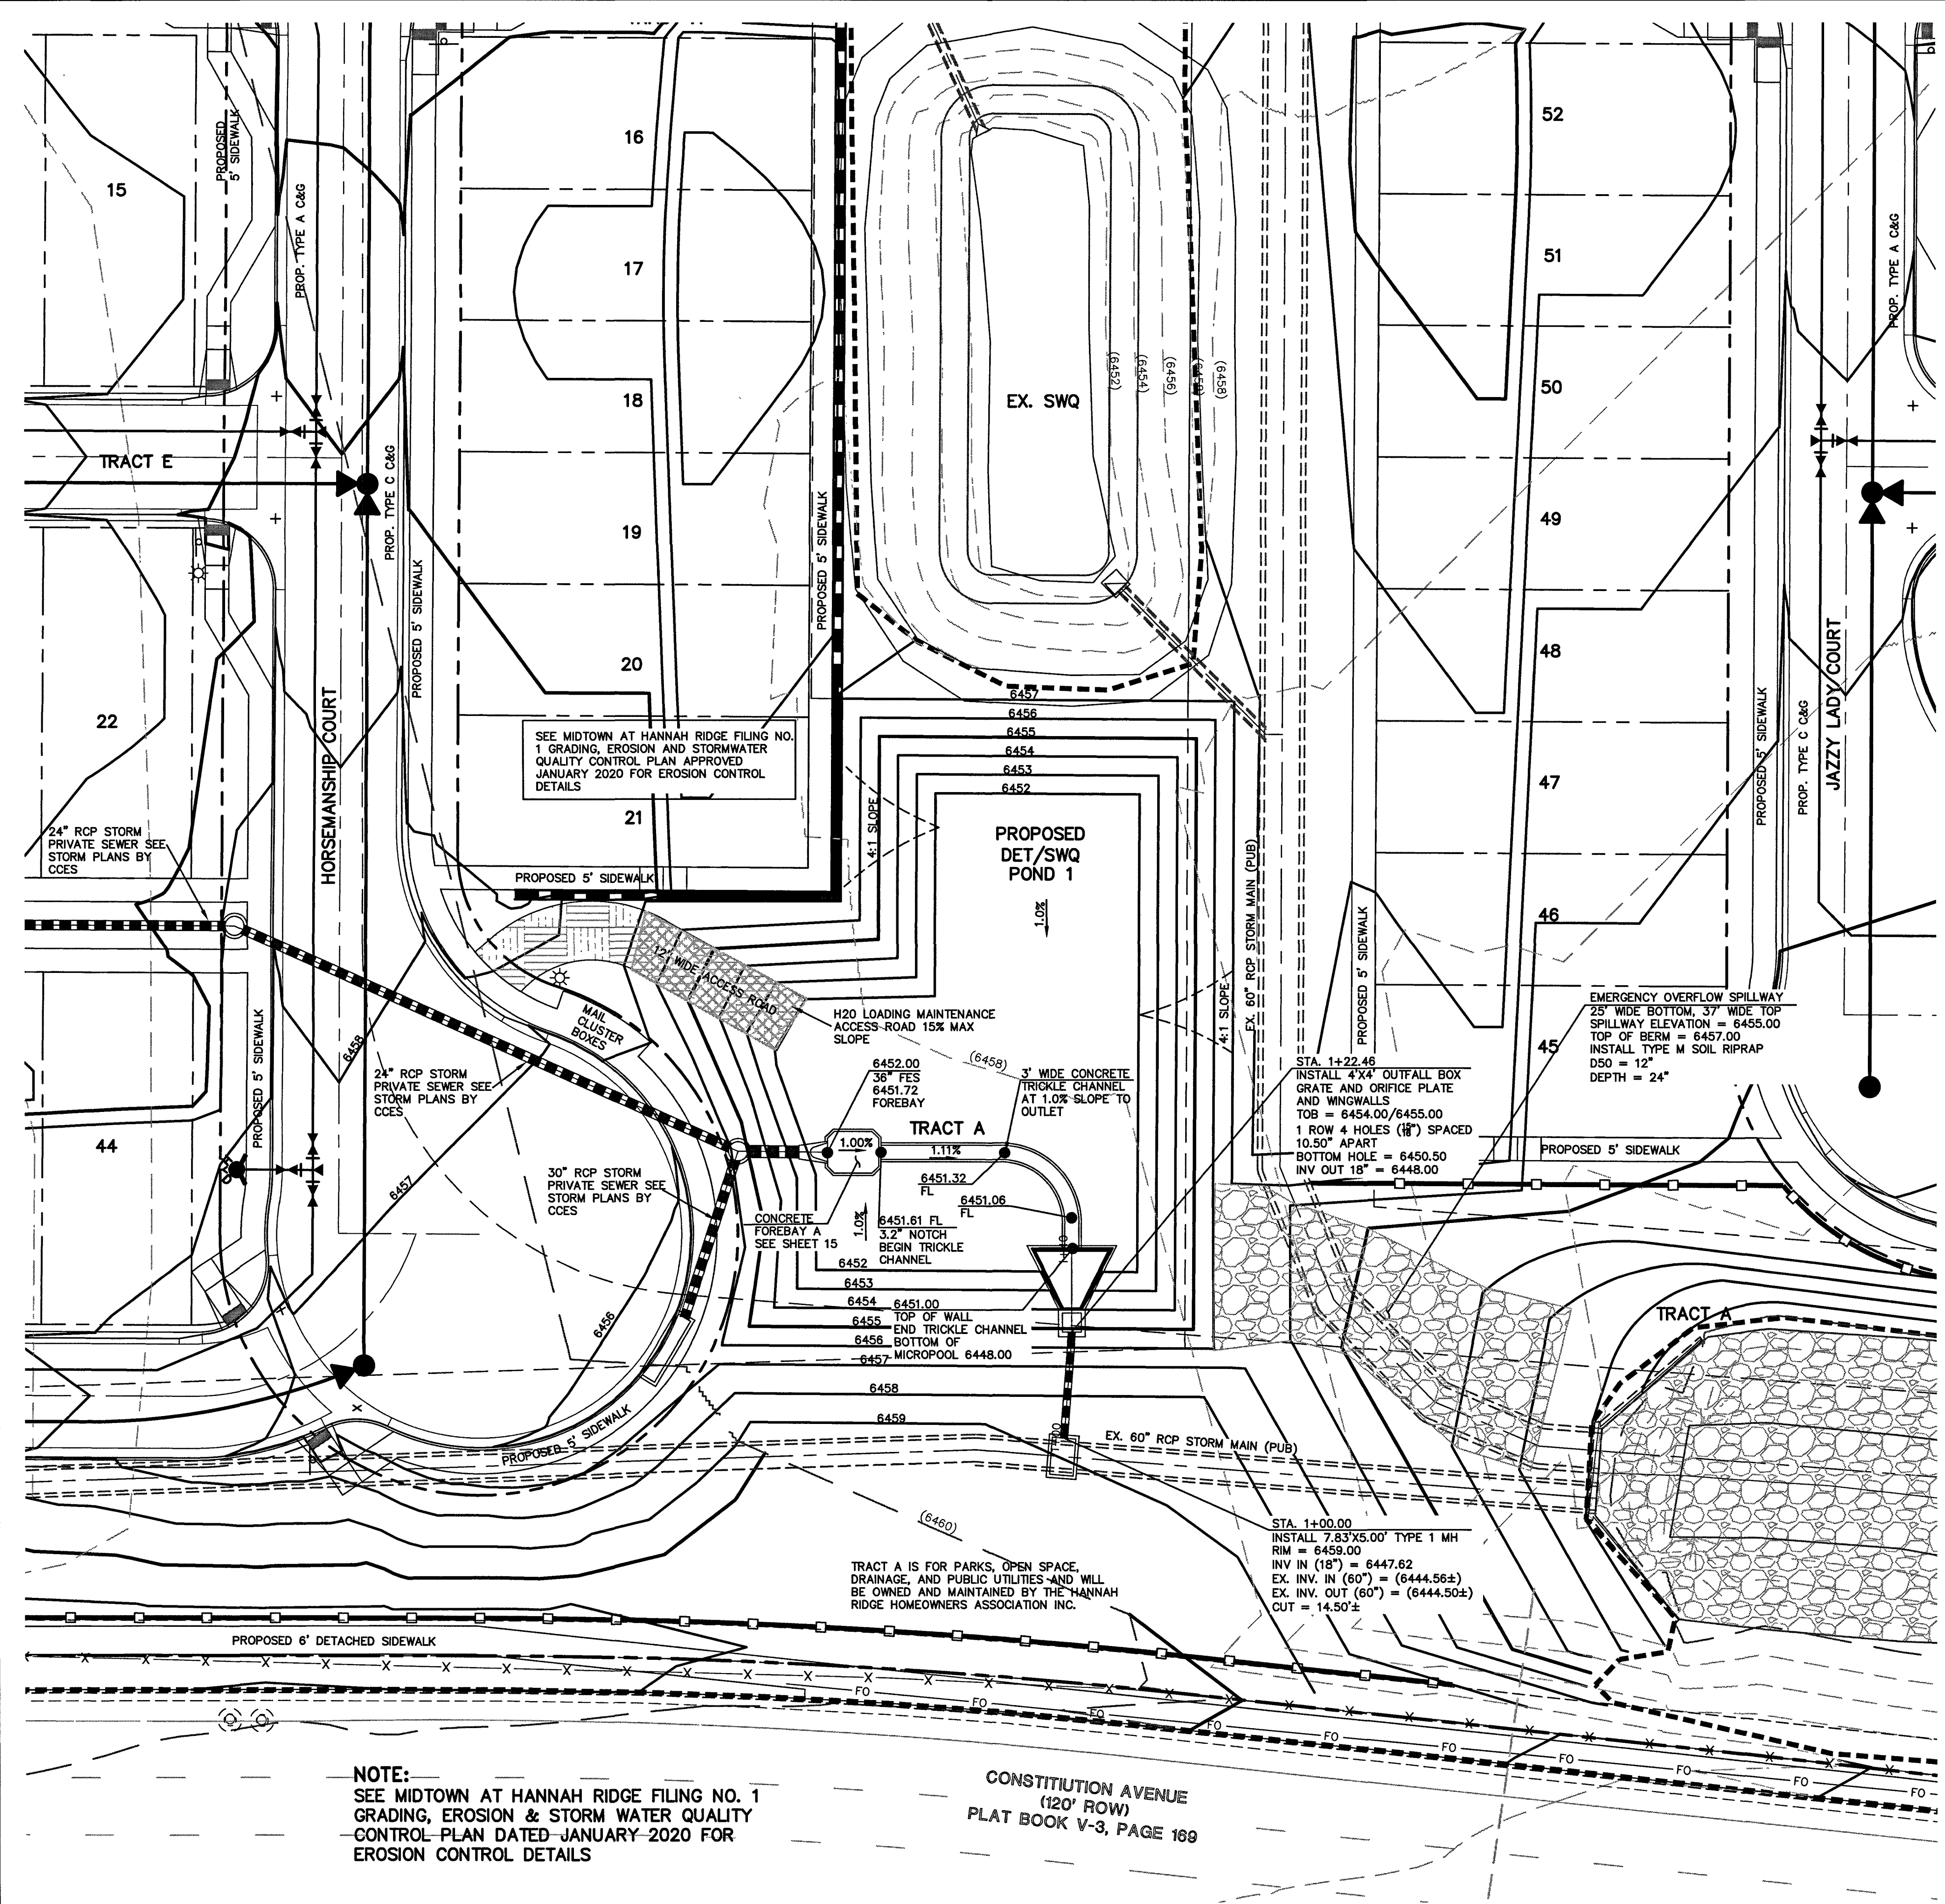 16
52
15
PROPOSED
5' SIDEWALK
PROP. TYPE A C&G
17
51
PROP. TYPE A C&G
(6452)
(6454)
(6456)
(6458)
18
EX. SWQ
50
TRACT E
PROP. TYPE C C&G
19
49
PROPOSED 5' SIDEWALK
PROPOSED 5' SIDEWALK
20
48
22
HORSEMANSHIP COURT
JAZZY LADY COURT
PROPOSED 5' SIDEWALK
PROP. TYPE C C&G
6457
6456
6455
6454
6453
6452
SEE MIDTOWN AT HANNAH RIDGE FILING NO.
1 GRADING, EROSION AND STORMWATER
QUALITY CONTROL PLAN APPROVED
JANUARY 2020 FOR EROSION CONTROL
DETAILS
47
21
4:1 SLOPE
PROPOSED
DET/SWQ
POND 1
1.0%
24" RCP STORM
PRIVATE SEWER SEE
STORM PLANS BY
CCES
PROPOSED 5' SIDEWALK
EX. 60" RCP STORM MAIN (PUB)
PROPOSED 5' SIDEWALK
46
12' WIDE ACCESS ROAD
MAIL
CLUSTER
BOXES
H20 LOADING MAINTENANCE
ACCESS ROAD 15% MAX
SLOPE
4:1 SLOPE
EMERGENCY OVERFLOW SPILLWAY
25' WIDE BOTTOM, 37' WIDE TOP
SPILLWAY ELEVATION = 6455.00
TOP OF BERM = 6457.00
INSTALL TYPE M SOIL RIPRAP
D50 = 12"
DEPTH = 24"
45
6458
PROPOSED 5' SIDEWALK
24" RCP STORM
PRIVATE SEWER SEE
STORM PLANS BY
CCES
6452.00
36" FES
6451.72
FOREBAY
(6458)
3' WIDE CONCRETE
TRICKLE CHANNEL
AT 1.0% SLOPE TO
OUTLET
STA. 1+22.46
INSTALL 4'X4' OUTFALL BOX
GRATE AND ORIFICE PLATE
AND WINGWALLS
TOB = 6454.00/6455.00
1 ROW 4 HOLES (15/16") SPACED
10.50" APART
BOTTOM HOLE = 6450.50
INV OUT 18" = 6448.00
44
TRACT A
1.00%
1.11%
PROPOSED 5' SIDEWALK
6457
30" RCP STORM
PRIVATE SEWER SEE
STORM PLANS BY
CCES
6451.32
FL
6451.06
FL
CONCRETE
FOREBAY A
SEE SHEET 15
1.0%
6451.61 FL
3.2" NOTCH
BEGIN TRICKLE
CHANNEL
6452
6453
6454
6455
6456
6457
6451.00
TOP OF WALL
END TRICKLE CHANNEL
BOTTOM OF
MICROPOOL 6448.00
6456
TRACT A
6458
6459
PROPOSED 5' SIDEWALK
EX. 60" RCP STORM MAIN (PUB)
(6460)
STA. 1+00.00
INSTALL 7.83'X5.00' TYPE 1 MH
RIM = 6459.00
INV IN (18") = 6447.62
EX. INV. IN (60") = (6444.56±)
EX. INV. OUT (60") = (6444.50±)
CUT = 14.50'±
TRACT A IS FOR PARKS, OPEN SPACE,
DRAINAGE, AND PUBLIC UTILITIES AND WILL
BE OWNED AND MAINTAINED BY THE HANNAH
RIDGE HOMEOWNERS ASSOCIATION INC.
PROPOSED 6' DETACHED SIDEWALK
FO FO FO FO FO FO FO FO FO FO
NOTE:
SEE MIDTOWN AT HANNAH RIDGE FILING NO. 1
GRADING, EROSION & STORM WATER QUALITY
CONTROL PLAN DATED JANUARY 2020 FOR
EROSION CONTROL DETAILS
CONSTITIUTION AVENUE
(120' ROW)
PLAT BOOK V-3, PAGE 169